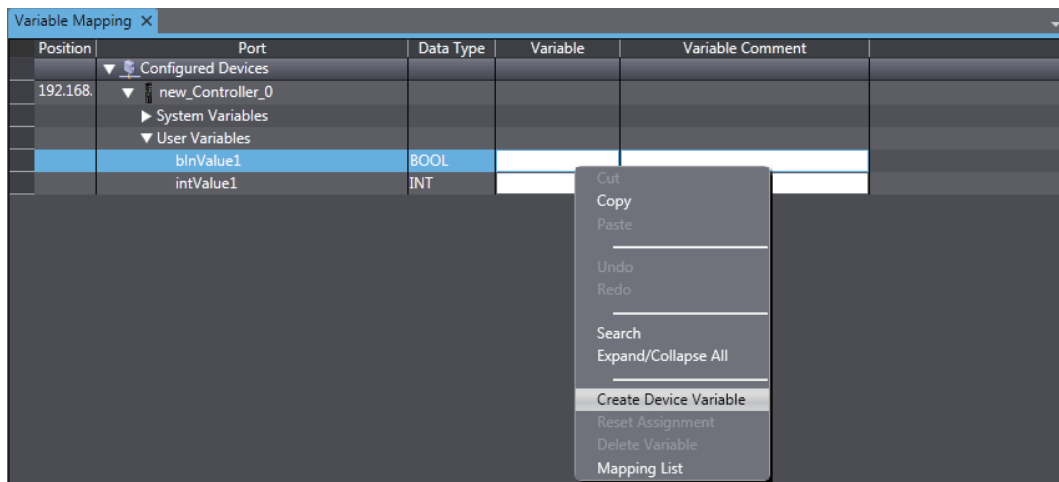 Variable Mapping X
Position Port Data Type Variable Variable Comment
Configured Devices
192.168. new_Controller_0
System Variables
User Variables
blnValue1 BOOL
intValue1 INT
Cut
Copy
Paste
Undo
Redo
Search
Expand/Collapse All
Create Device Variable
Reset Assignment
Delete Variable
Mapping List